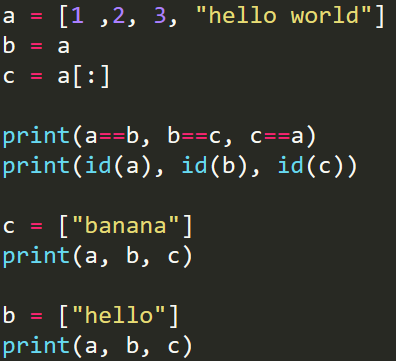 a = [1 ,2, 3, "hello world"]
b = a
c = a[:]
print(a==b, b==c, c==a)
print(id(a), id(b), id(c))
c = ["banana"]
print(a, b, c)
b = ["hello"]
print(a, b, c)